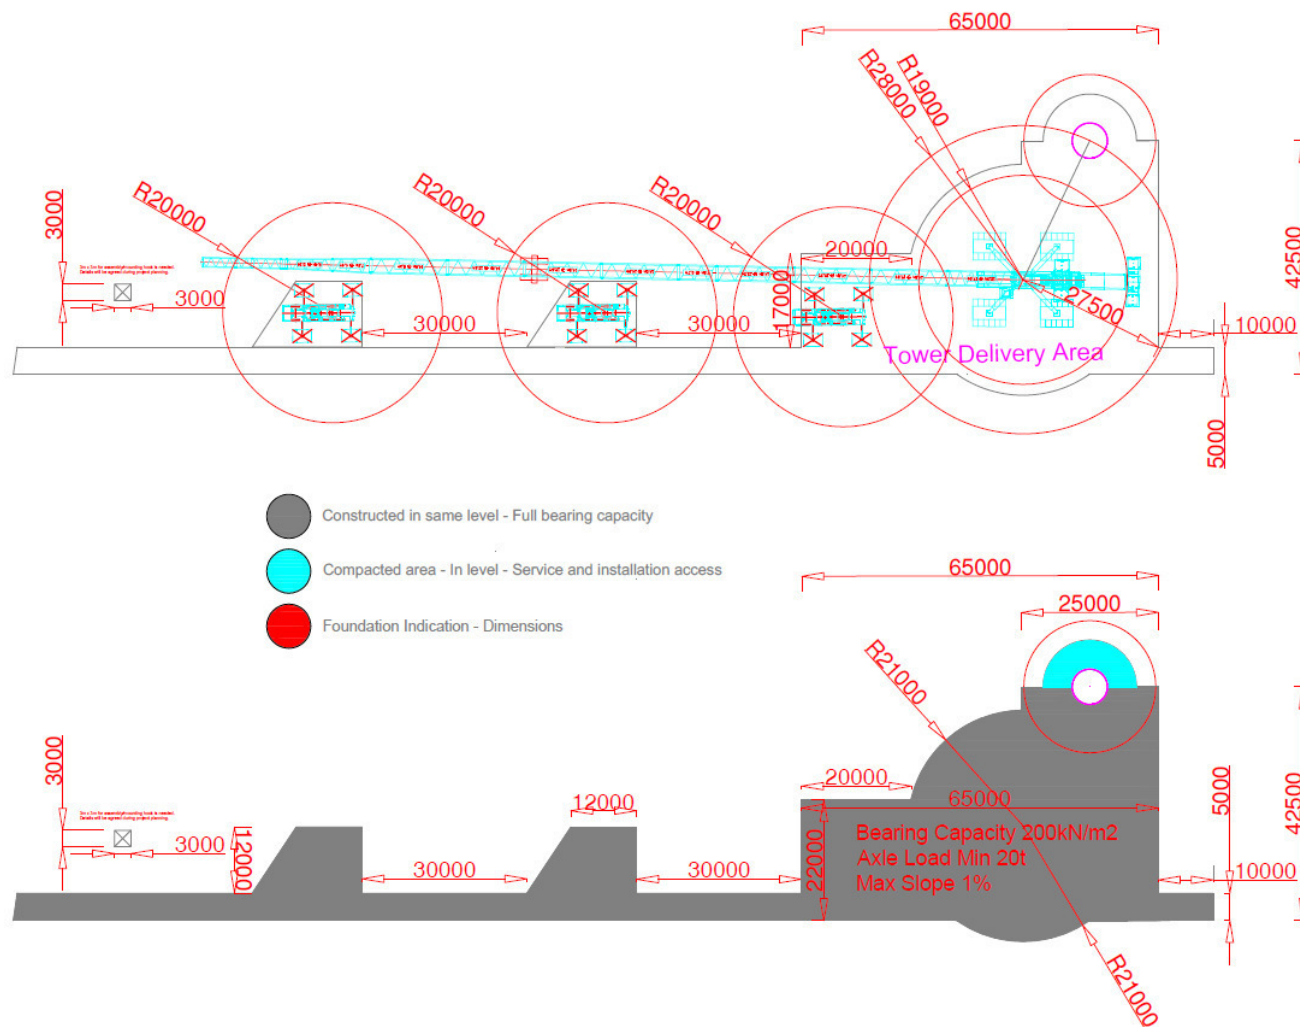 65000
R28000
R19000
R20000
R20000
R20000
3000
3000
20000
17000
27500
42500
30000
30000
10000
Tower Delivery Area
5000
Constructed in same level - Full bearing capacity
Compacted area - In level - Service and installation access
Foundation Indication - Dimensions
65000
25000
R21000
3000
3000
12000
12000
20000
65000
5000
42500
Bearing Capacity 200kN/m2
Axle Load Min 20t
Max Slope 1%
22000
30000
30000
10000
R21000